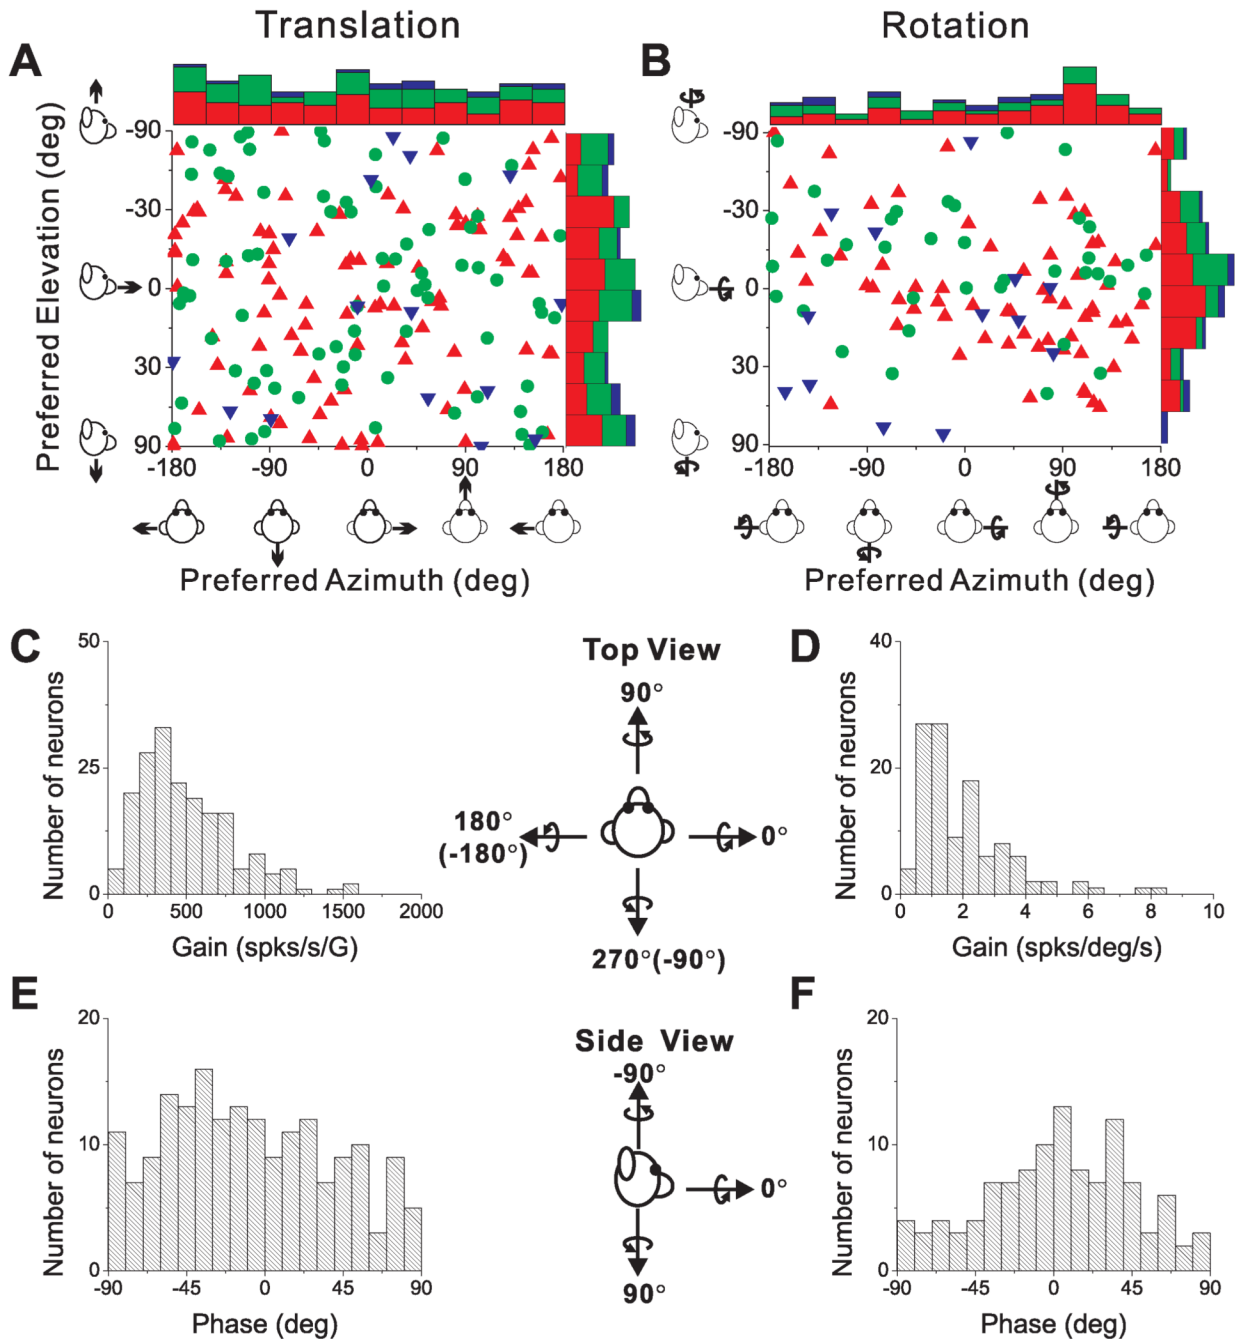 Translation
Rotation
A
B
Preferred Elevation (deg)
-90
-30
0
30
90
-180
-90
0
90
180
Preferred Azimuth (deg)
-90
-30
0
30
90
-180
-90
0
90
180
Preferred Azimuth (deg)
C
Number of neurons
50
25
0
0
500
1000
1500
2000
Gain (spks/s/G)
Top View
90°
180°
(-180°)
0°
270°(-90°)
D
Number of neurons
40
20
0
0
2
4
6
8
10
Gain (spks/deg/s)
E
Number of neurons
20
10
0
-90
-45
0
45
90
Phase (deg)
Side View
-90°
0°
90°
F
Number of neurons
20
10
0
-90
-45
0
45
90
Phase (deg)